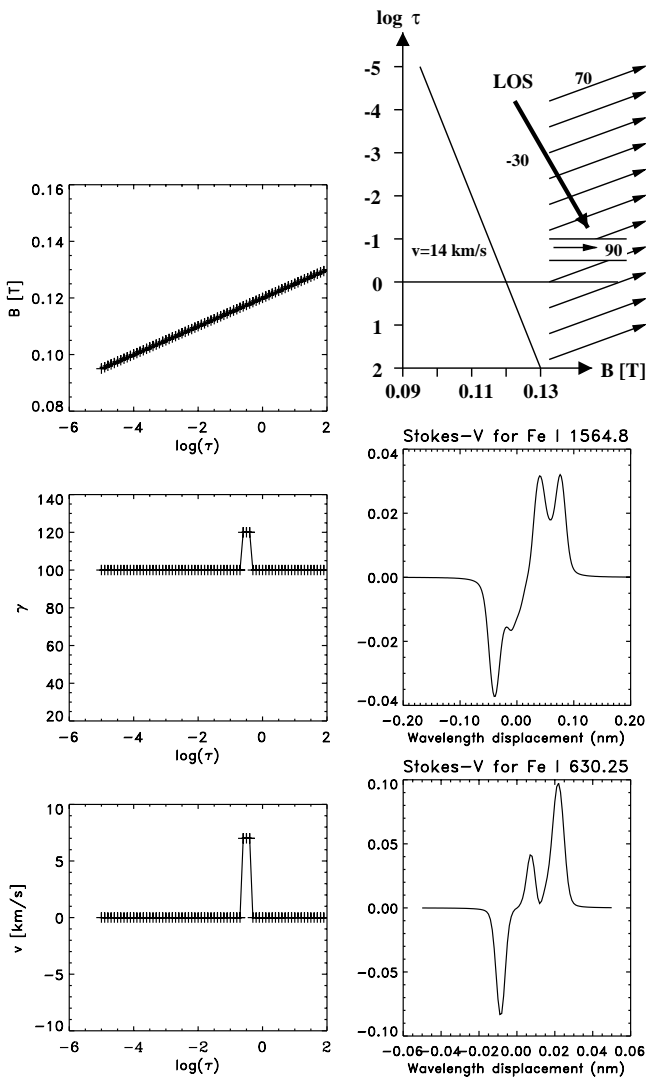 log τ
-5
-4
-3
-2
-1
0
1
2
0.09 0.11 0.13
B [T]
LOS
70
-30
90
v=14 km/s
B [T]
0.16
0.14
0.12
0.10
0.08
-6 -4 -2 0 2
log(τ)
Stokes-V for Fe I 1564.8
0.04
0.02
0.00
-0.02
-0.04
-0.20 -0.10 0.00 0.10 0.20
Wavelength displacement (nm)
γ
140
120
100
80
60
40
20
-6 -4 -2 0 2
log(τ)
Stokes-V for Fe I 630.25
0.10
0.05
0.00
-0.05
-0.10
-0.06-0.04-0.02 0.00 0.02 0.04 0.06
Wavelength displacement (nm)
v [km/s]
10
5
0
-5
-10
-6 -4 -2 0 2
log(τ)